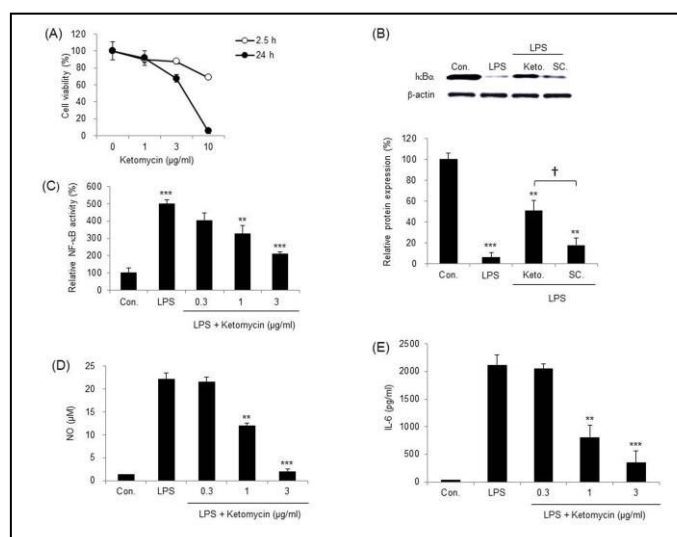 (A)
2.5 h
24 h
Cell viability (%)
120
100
80
60
40
20
0
0 1 3 10
Ketomycin (µg/ml)
(B)
LPS
Con. LPS Keto. SC.
IκBα
β-actin
Relative protein expression (%)
120
100
80
60
40
20
0
***
**
†
**
Con. LPS Keto. SC.
LPS
(C)
Relative NF-κB activity (%)
600
500
400
300
200
100
0
***
**
***
Con. LPS 0.3 1 3
LPS + Ketomycin (µg/ml)
(D)
NO (µM)
25
20
15
10
5
0
**
***
Con. LPS 0.3 1 3
LPS + Ketomycin (µg/ml)
(E)
IL-6 (pg/ml)
2500
2000
1500
1000
500
0
**
***
Con. LPS 0.3 1 3
LPS + Ketomycin (µg/ml)